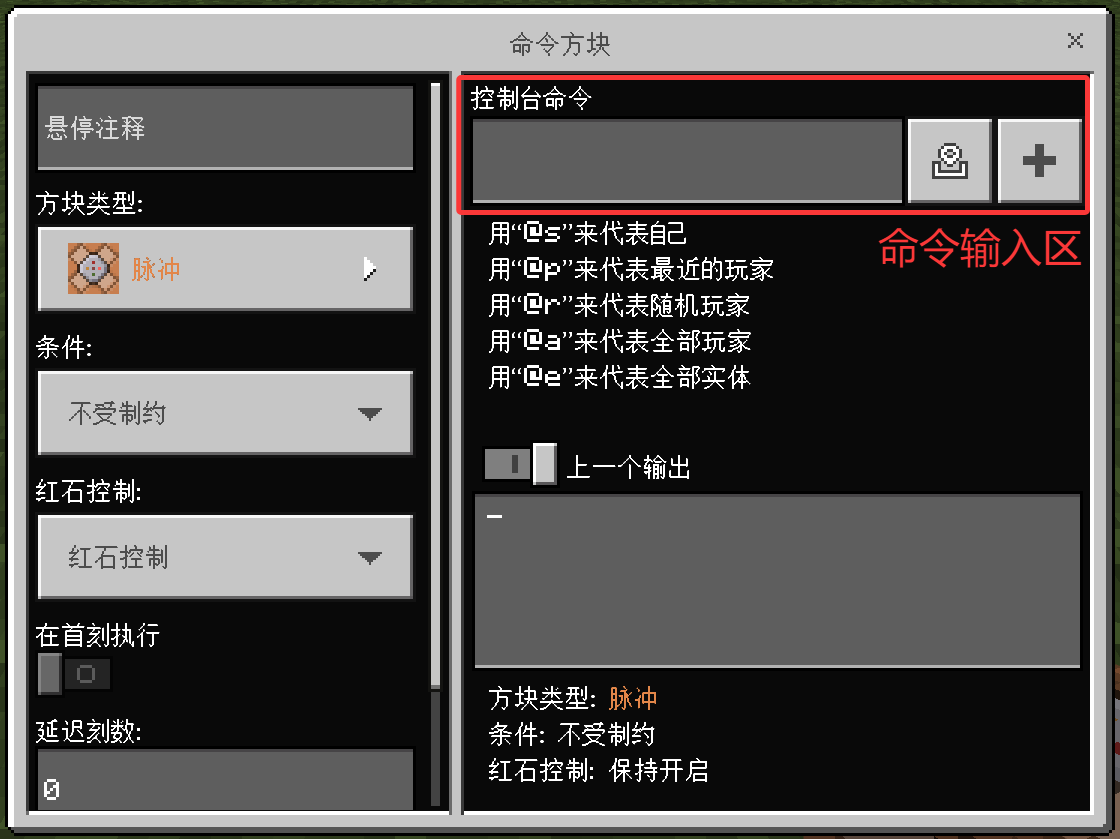 命令方块
悬停注释
方块类型:
脉冲
条件:
不受制约
红石控制:
红石控制
在首刻执行
延迟刻数:
0
控制台命令
命令输入区
用“@s”来代表自己
用“@p”来代表最近的玩家
用“@r”来代表随机玩家
用“@a”来代表全部玩家
用“@e”来代表全部实体
上一个输出
方块类型: 脉冲
条件: 不受制约
红石控制: 保持开启